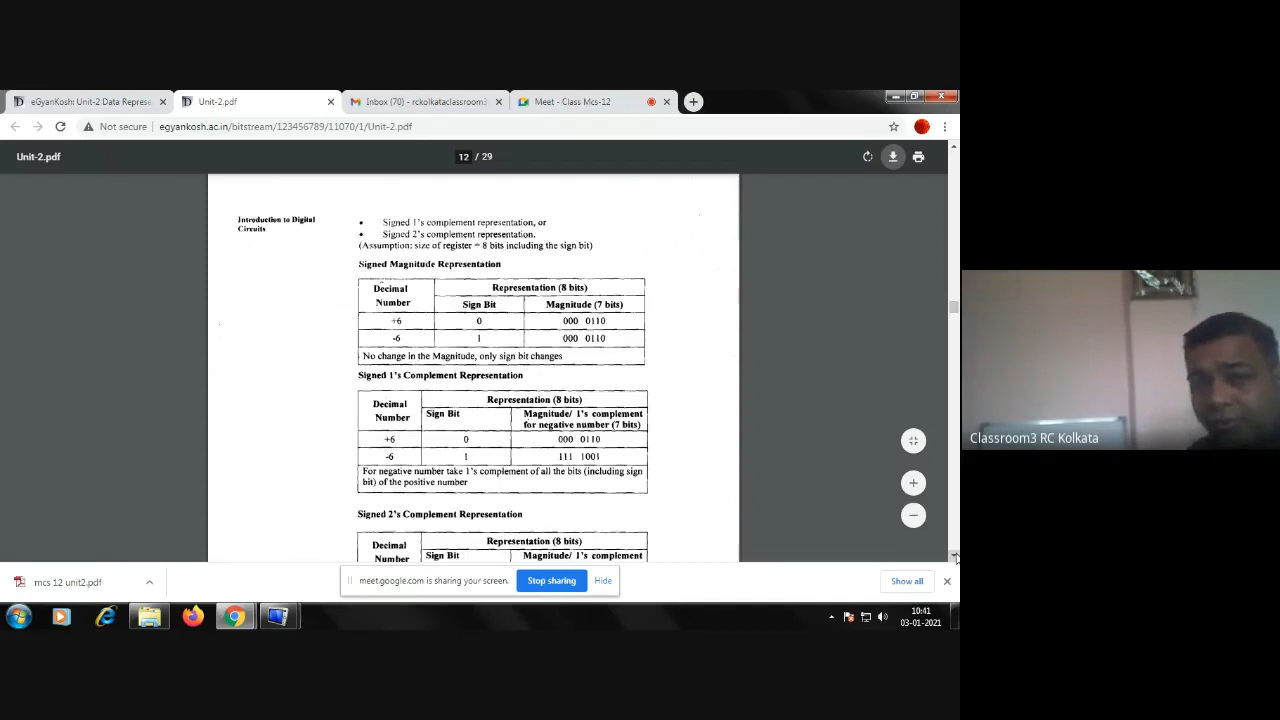 eGyanKosh: Unit-2 Data Represe
Unit-2.pdf
Inbox (70) - rckolkataclassroom3
Meet - Class Mcs-12
Not secure
egyankosh.ac.in/bitstream/123456789/11070/1/Unit-2.pdf
Unit-2.pdf
12 / 29
Introduction to Digital
Circuits
• Signed 1's complement representation, or
• Signed 2's complement representation.
(Assumption: size of register = 8 bits including the sign bit)
Signed Magnitude Representation
Decimal
Number
Representation (8 bits)
Sign Bit
Magnitude (7 bits)
+6 0 000 0110
-6 1 000 0110
No change in the Magnitude, only sign bit changes
Signed 1's Complement Representation
Decimal
Number
Representation (8 bits)
Sign Bit
Magnitude/ 1's complement
for negative number (7 bits)
+6 0 000 0110
-6 1 111 1001
For negative number take 1's complement of all the bits (including sign
bit) of the positive number
Signed 2's Complement Representation
Decimal
Number
Representation (8 bits)
Sign Bit
Magnitude/ 1's complement
Classroom3 RC Kolkata
mcs 12 unit2.pdf
meet.google.com is sharing your screen.
Stop sharing
Hide
Show all
10:41
03-01-2021